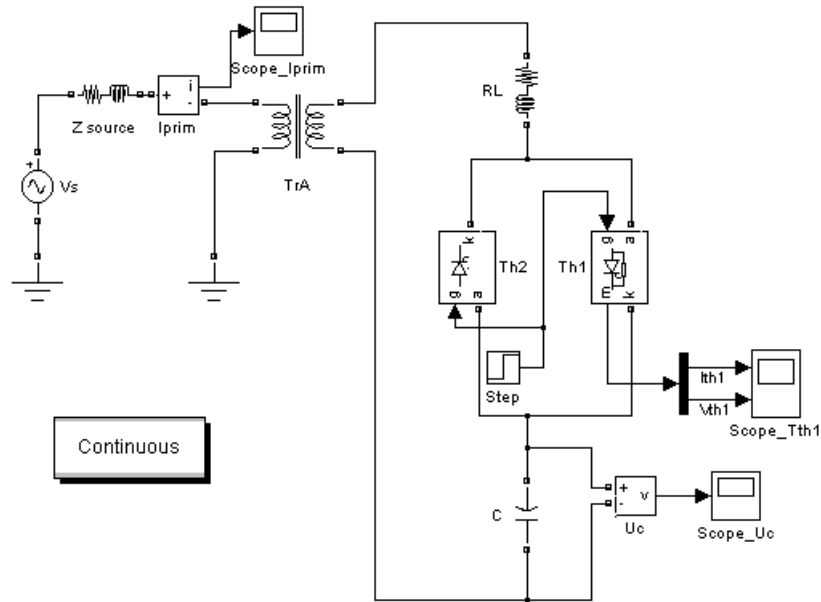 Scope_Iprim
+ i -
Z source
Iprim
RL
+
Vs
TrA
k
g a
Th2
g a
Th1
m k
g a
Step
Ith1
Vth1
Scope_Tth1
Continuous
C
+ v
-
Uc
Scope_Uc